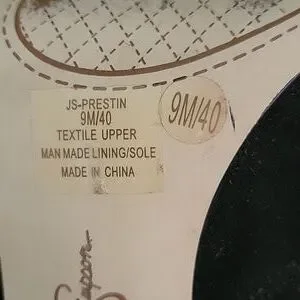 JS-PRESTIN
9M/40
TEXTILE UPPER
MAN MADE LINING/SOLE
MADE IN CHINA
9M/40